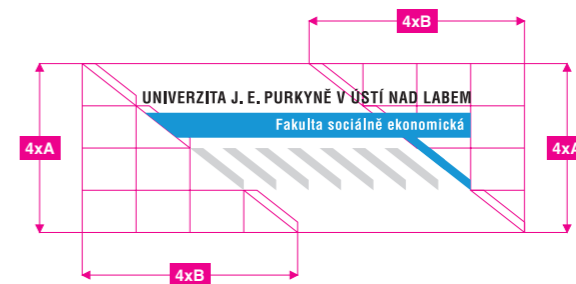 4xB
UNIVERZITA J. E. PURKYNĚ V ÚSTÍ NAD LABEM
Fakulta sociálně ekonomická
4xA
4xA
4xB